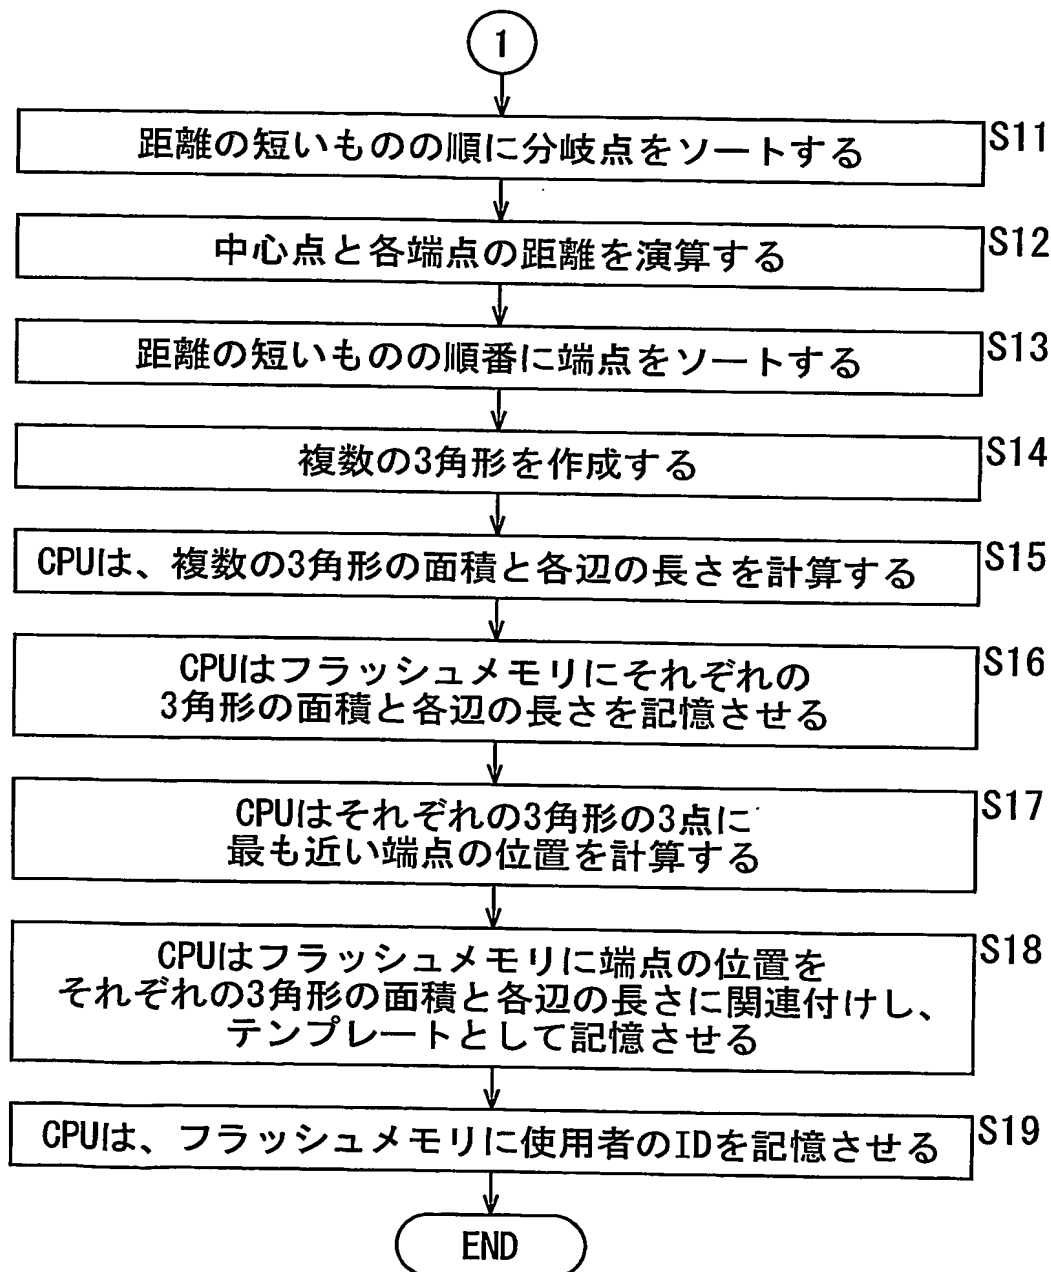 1
距離の短いものの順に分岐点をソートする
S11
中心点と各端点の距離を演算する
S12
距離の短いものの順番に端点をソートする
S13
複数の3角形を作成する
S14
CPUは、複数の3角形の面積と各辺の長さを計算する
S15
CPUはフラッシュメモリにそれぞれの
3角形の面積と各辺の長さを記憶させる
S16
CPUはそれぞれの3角形の3点に
最も近い端点の位置を計算する
S17
CPUはフラッシュメモリに端点の位置を
それぞれの3角形の面積と各辺の長さに関連付けし、
テンプレートとして記憶させる
S18
CPUは、フラッシュメモリに使用者のIDを記憶させる
S19
END